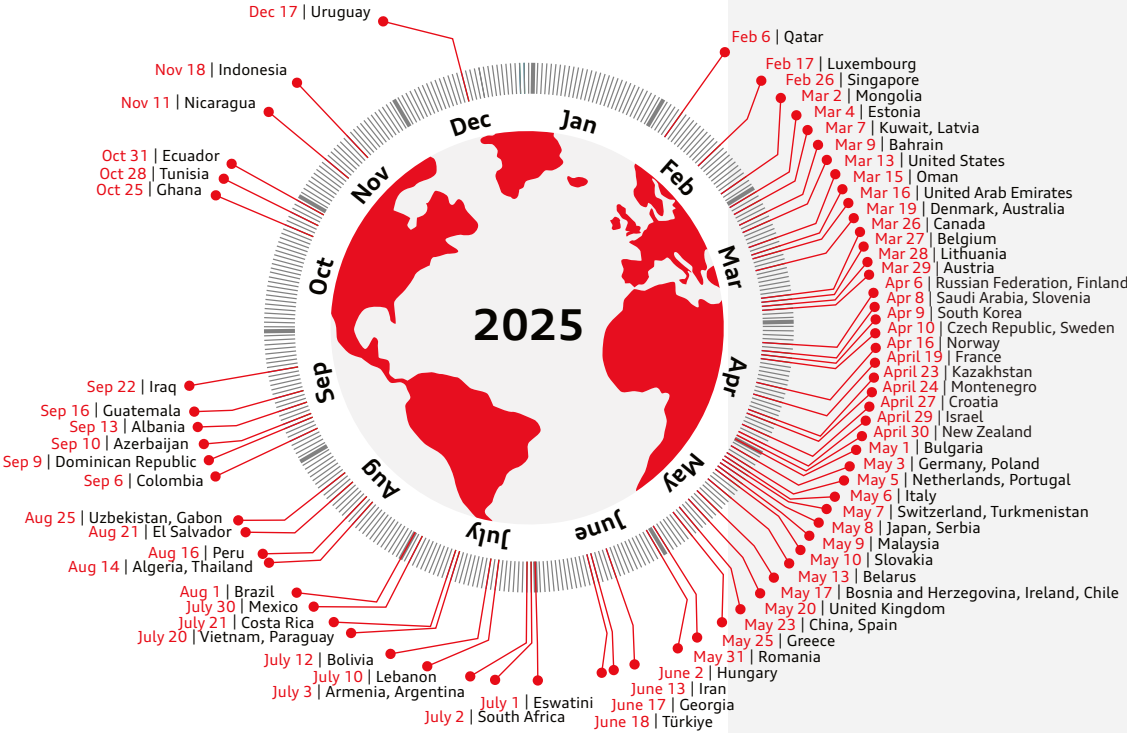 Dec 17 | Uruguay
Nov 18 | Indonesia
Nov 11 | Nicaragua
Oct 31 | Ecuador
Oct 28 | Tunisia
Oct 25 | Ghana
Sep 22 | Iraq
Sep 16 | Guatemala
Sep 13 | Albania
Sep 10 | Azerbaijan
Sep 9 | Dominican Republic
Sep 6 | Colombia
Aug 25 | Uzbekistan, Gabon
Aug 21 | El Salvador
Aug 16 | Peru
Aug 14 | Algeria, Thailand
Aug 1 | Brazil
July 30 | Mexico
July 21 | Costa Rica
July 20 | Vietnam, Paraguay
July 12 | Bolivia
July 10 | Lebanon
July 3 | Armenia, Argentina
July 1 | Eswatini
July 2 | South Africa
Jan
Feb
Mar
Apr
May
June
July
Aug
Sep
Oct
Nov
Dec
2025
Feb 6 | Qatar
Feb 17 | Luxembourg
Feb 26 | Singapore
Mar 2 | Mongolia
Mar 4 | Estonia
Mar 7 | Kuwait, Latvia
Mar 9 | Bahrain
Mar 13 | United States
Mar 15 | Oman
Mar 16 | United Arab Emirates
Mar 19 | Denmark, Australia
Mar 26 | Canada
Mar 27 | Belgium
Mar 28 | Lithuania
Mar 29 | Austria
Apr 6 | Russian Federation, Finland
Apr 8 | Saudi Arabia, Slovenia
Apr 9 | South Korea
Apr 10 | Czech Republic, Sweden
Apr 16 | Norway
April 19 | France
April 23 | Kazakhstan
April 24 | Montenegro
April 27 | Croatia
April 29 | Israel
April 30 | New Zealand
May 1 | Bulgaria
May 3 | Germany, Poland
May 5 | Netherlands, Portugal
May 6 | Italy
May 7 | Switzerland, Turkmenistan
May 8 | Japan, Serbia
May 9 | Malaysia
May 10 | Slovakia
May 13 | Belarus
May 17 | Bosnia and Herzegovina, Ireland, Chile
May 20 | United Kingdom
May 23 | China, Spain
May 25 | Greece
May 31 | Romania
June 2 | Hungary
June 13 | Iran
June 17 | Georgia
June 18 | Türkiye